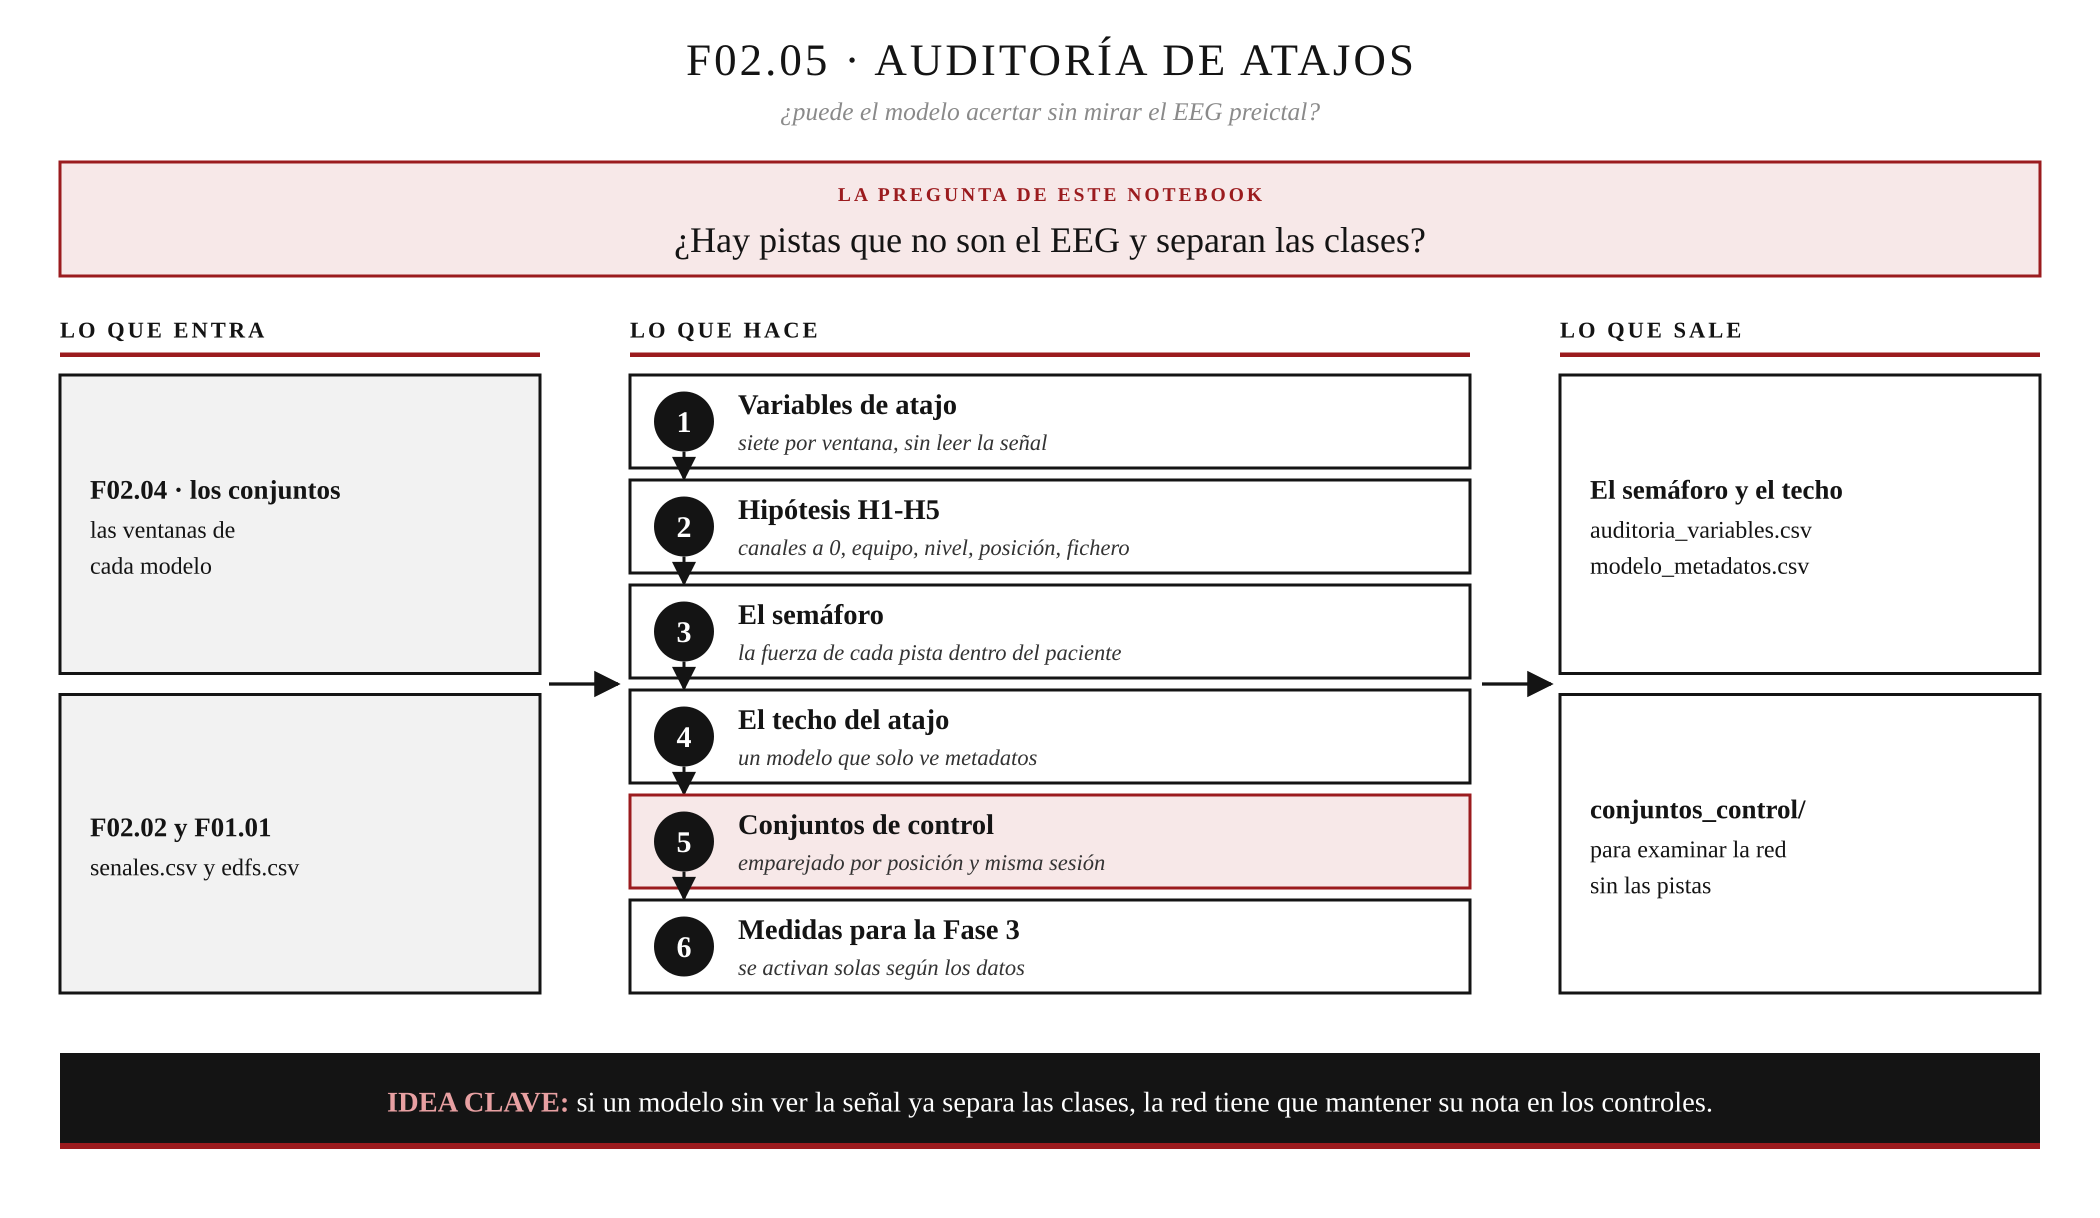 F02.05 · AUDITORÍA DE ATAJOS
¿puede el modelo acertar sin mirar el EEG preictal?
LA PREGUNTA DE ESTE NOTEBOOK
¿Hay pistas que no son el EEG y separan las clases?
LO QUE ENTRA
F02.04 · los conjuntos
las ventanas de
cada modelo
F02.02 y F01.01
senales.csv y edfs.csv
LO QUE HACE
1
Variables de atajo
siete por ventana, sin leer la señal
2
Hipótesis H1-H5
canales a 0, equipo, nivel, posición, fichero
3
El semáforo
la fuerza de cada pista dentro del paciente
4
El techo del atajo
un modelo que solo ve metadatos
5
Conjuntos de control
emparejado por posición y misma sesión
6
Medidas para la Fase 3
se activan solas según los datos
LO QUE SALE
El semáforo y el techo
auditoria_variables.csv
modelo_metadatos.csv
conjuntos_control/
para examinar la red
sin las pistas
IDEA CLAVE: si un modelo sin ver la señal ya separa las clases, la red tiene que mantener su nota en los controles.